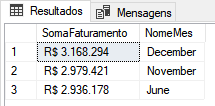 Resultados Mensagens
SomaFaturamento NomeMes
1 R$ 3.168.294 December
2 R$ 2.979.421 November
3 R$ 2.936.178 June